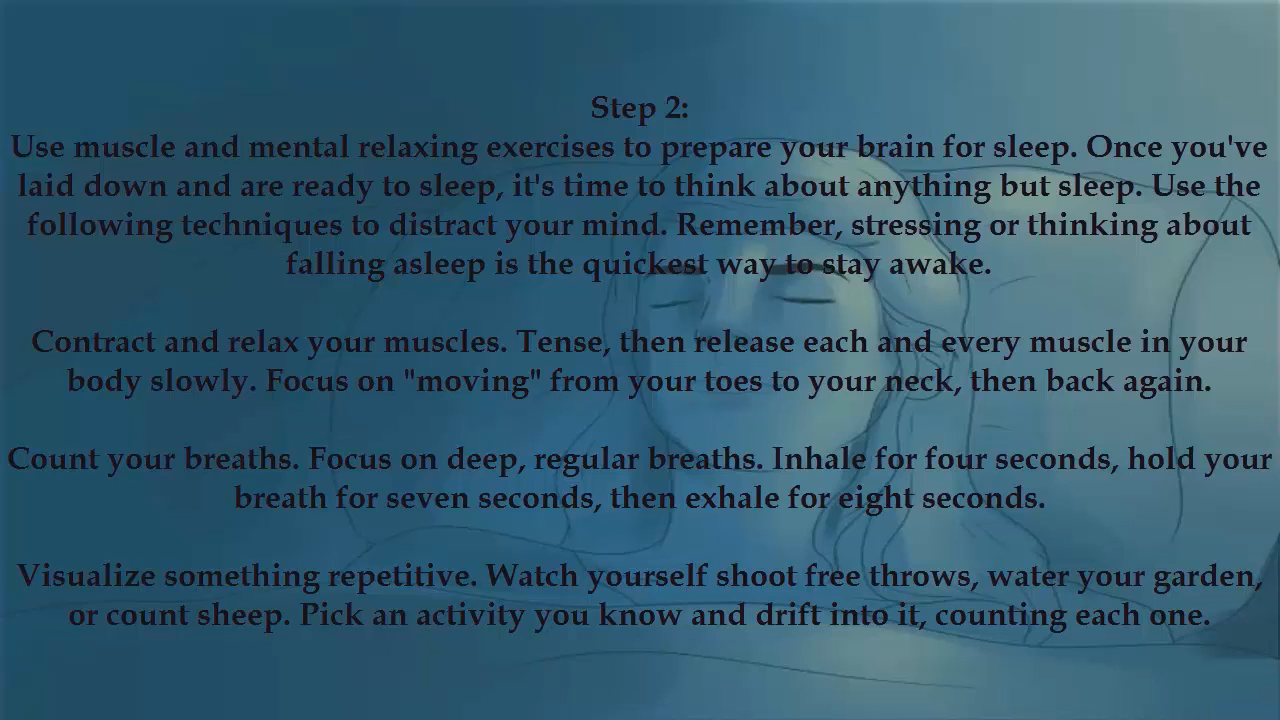 Step 2:
Use muscle and mental relaxing exercises to prepare your brain for sleep. Once you've
laid down and are ready to sleep, it's time to think about anything but sleep. Use the
following techniques to distract your mind. Remember, stressing or thinking about
falling asleep is the quickest way to stay awake.
Contract and relax your muscles. Tense, then release each and every muscle in your
body slowly. Focus on "moving" from your toes to your neck, then back again.
Count your breaths. Focus on deep, regular breaths. Inhale for four seconds, hold your
breath for seven seconds, then exhale for eight seconds.
Visualize something repetitive. Watch yourself shoot free throws, water your garden,
or count sheep. Pick an activity you know and drift into it, counting each one.